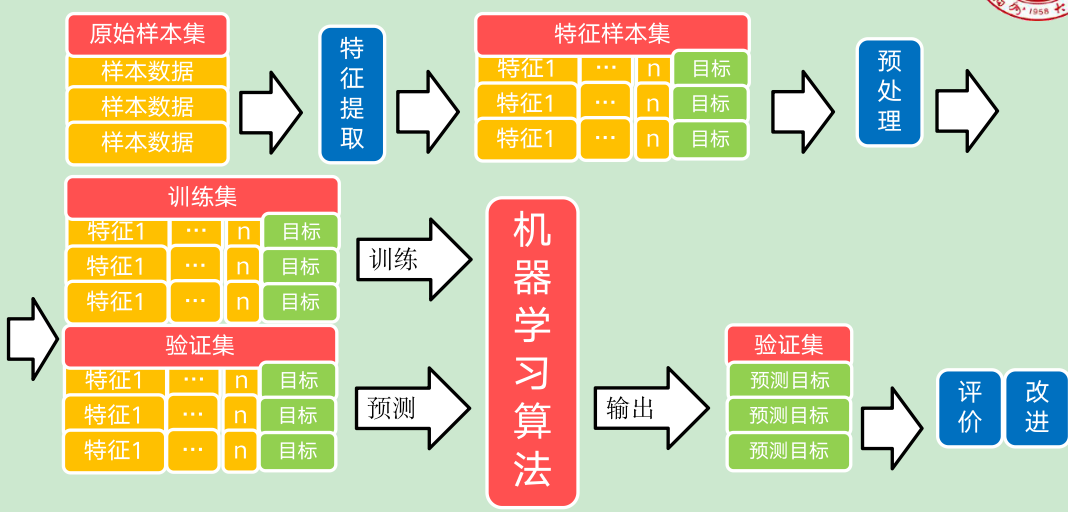 原始样本集
样本数据
样本数据
样本数据
特征提取
特征样本集
特征1 … n 目标
特征1 … n 目标
特征1 … n 目标
预处理
1958
训练集
特征1 … n 目标
特征1 … n 目标
特征1 … n 目标
训练
验证集
特征1 … n 目标
特征1 … n 目标
特征1 … n 目标
预测
机器学习算法
输出
验证集
预测目标
预测目标
预测目标
评价
改进